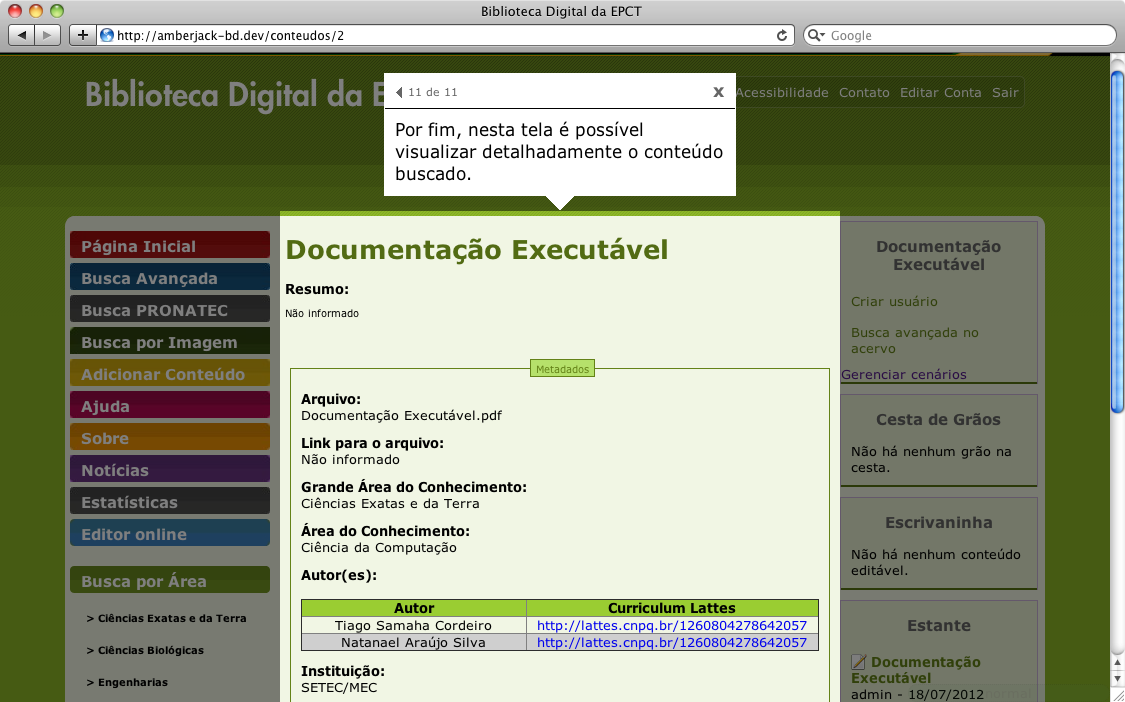 Biblioteca Digital da EPCT
http://amberjack-bd.dev/conteudos/2
Google
Biblioteca Digital da
Acessibilidade Contato Editar Conta Sair
11 de 11 X
Por fim, nesta tela é possível
visualizar detalhadamente o conteúdo
buscado.
Página Inicial
Busca Avançada
Busca PRONATEC
Busca por Imagem
Adicionar Conteúdo
Ajuda
Sobre
Notícias
Estatísticas
Editor online
Busca por Área
> Ciências Exatas e da Terra
> Ciências Biológicas
> Engenharias
Documentação Executável
Resumo:
Não informado
Metadados
Arquivo:
Documentação Executável.pdf
Link para o arquivo:
Não informado
Grande Área do Conhecimento:
Ciências Exatas e da Terra
Área do Conhecimento:
Ciência da Computação
Autor(es):
Autor Curriculum Lattes
Tiago Samaha Cordeiro http://lattes.cnpq.br/1260804278642057
Natanael Araújo Silva http://lattes.cnpq.br/1260804278642057
Instituição:
SETEC/MEC
Documentação
Executável
Criar usuário
Busca avançada no
acervo
Gerenciar cenários
Cesta de Grãos
Não há nenhum grão na
cesta.
Escrivaninha
Não há nenhum conteúdo
editável.
Estante
Documentação
Executável
admin - 18/07/2012